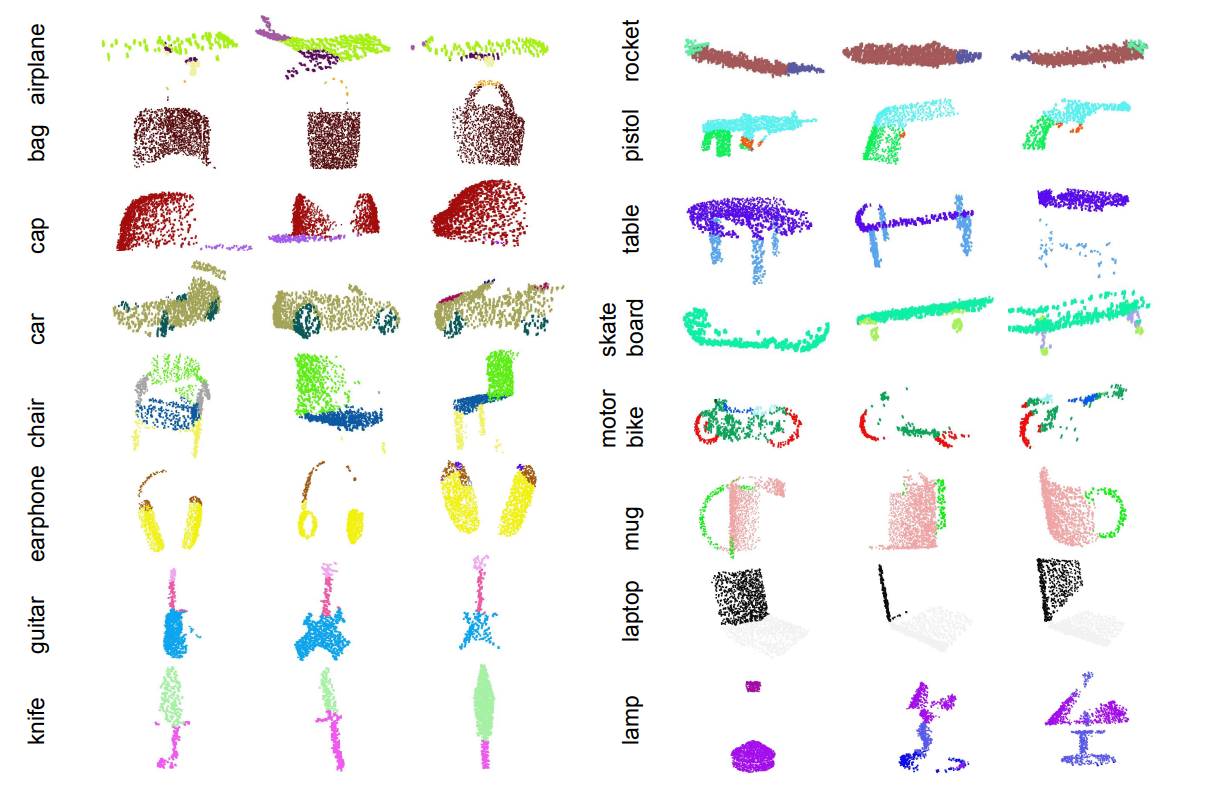 airplane
bag
cap
car
chair
earphone
guitar
knife
rocket
pistol
table
skate
board
motor
bike
mug
laptop
lamp